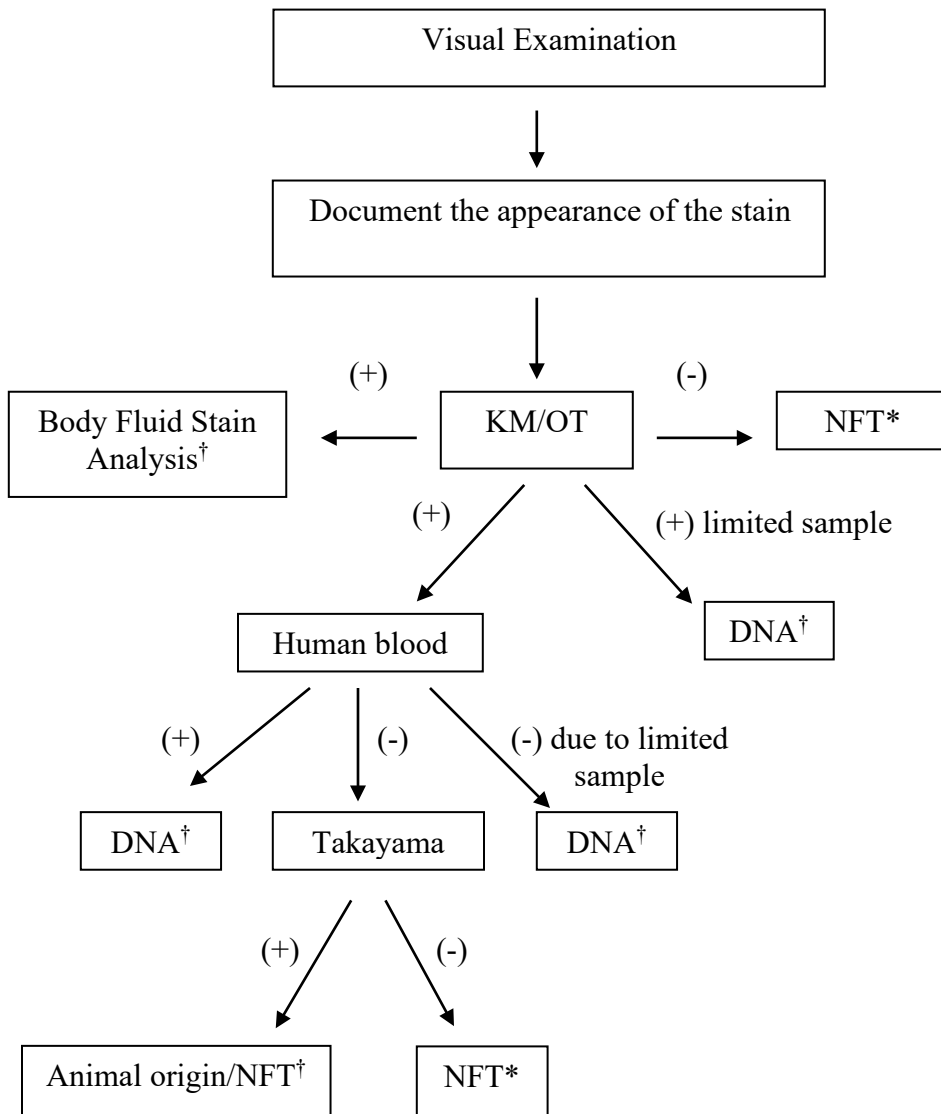 Visual Examination
Document the appearance of the stain
(+)
(-)
Body Fluid Stain
Analysis†
KM/OT
NFT*
(+)
(+) limited sample
DNA†
Human blood
(+)
(-)
(-) due to limited
sample
DNA†
Takayama
DNA†
(+)
(-)
Animal origin/NFT†
NFT*